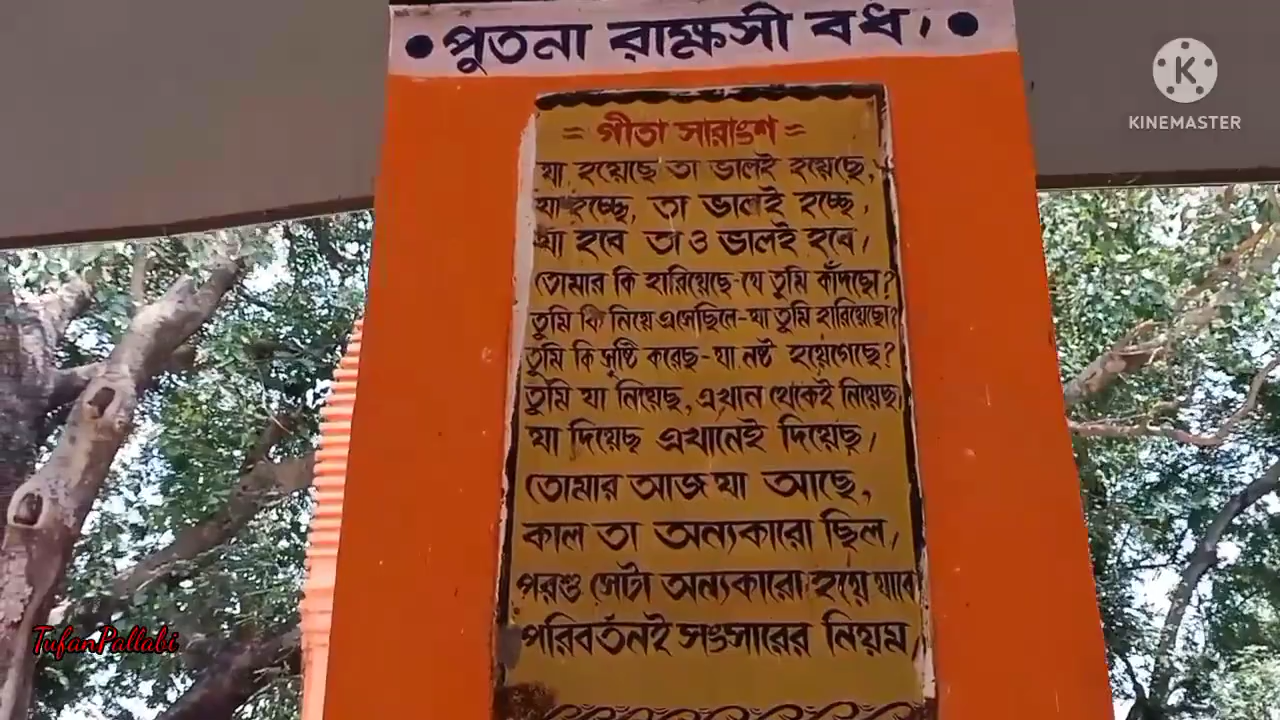 • পুতনা রাক্ষসী বধ। •
K
KINEMASTER
= গীতা সারাংশ =
যা হয়েছে তা ভালই হয়েছে,
যা হচ্ছে, তা ভালই হচ্ছে,
যা হবে তা ও ভালই হবে,
তোমার কি হারিয়েছে-যে তুমি কাঁদছো?
তুমি কি নিয়ে এসেছিলে-যা তুমি হারিয়েছো?
তুমি কি সৃষ্টি করেছ-যা নষ্ট হয়েগেছে?
তুমি যা নিয়েছ, এখান থেকেই নিয়েছ
যা দিয়েছ এখানেই দিয়েছ,
তোমার আজ যা আছে,
কাল তা অন্যকারো ছিল,
পরশু সেটা অন্যকারো হয়ে যাবে
পরিবর্তনই সংসারের নিয়ম,
TufanPallabi